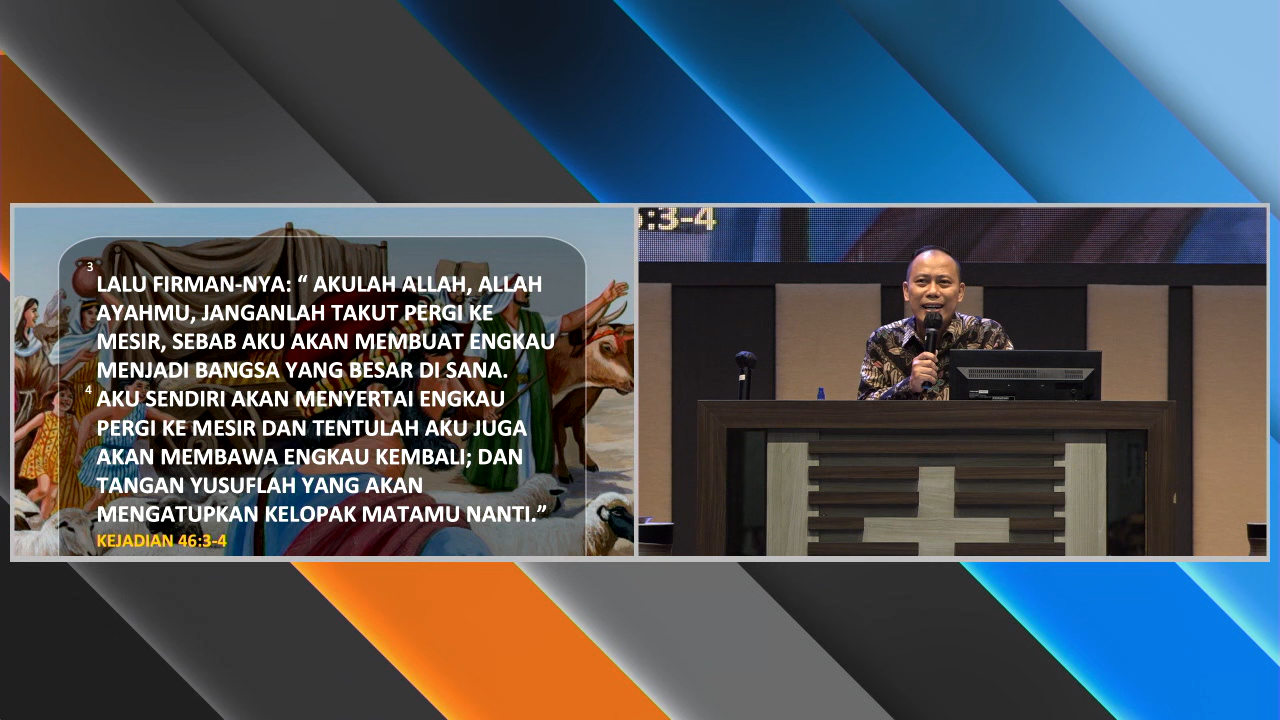 3
LALU FIRMAN-NYA: “ AKULAH ALLAH, ALLAH
AYAHMU, JANGANLAH TAKUT PERGI KE
MESIR, SEBAB AKU AKAN MEMBUAT ENGKAU
MENJADI BANGSA YANG BESAR DI SANA.
4
AKU SENDIRI AKAN MENYERTAI ENGKAU
PERGI KE MESIR DAN TENTULAH AKU JUGA
AKAN MEMBAWA ENGKAU KEMBALI; DAN
TANGAN YUSUFLAH YANG AKAN
MENGATUPKAN KELOPAK MATAMU NANTI.”
KEJADIAN 46:3-4
:3-4